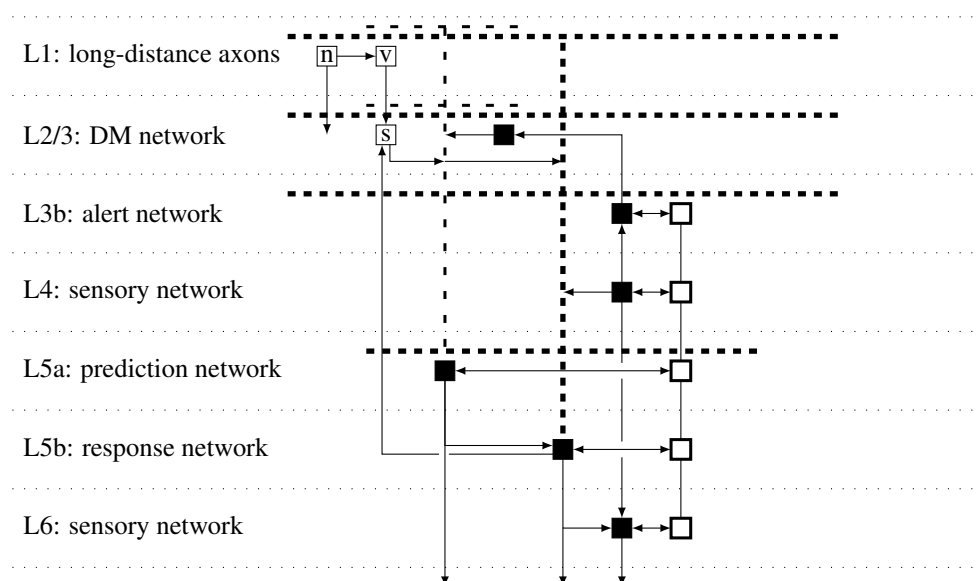 L1: long-distance axons n v
L2/3: DM network s
L3b: alert network
L4: sensory network
L5a: prediction network
L5b: response network
L6: sensory network